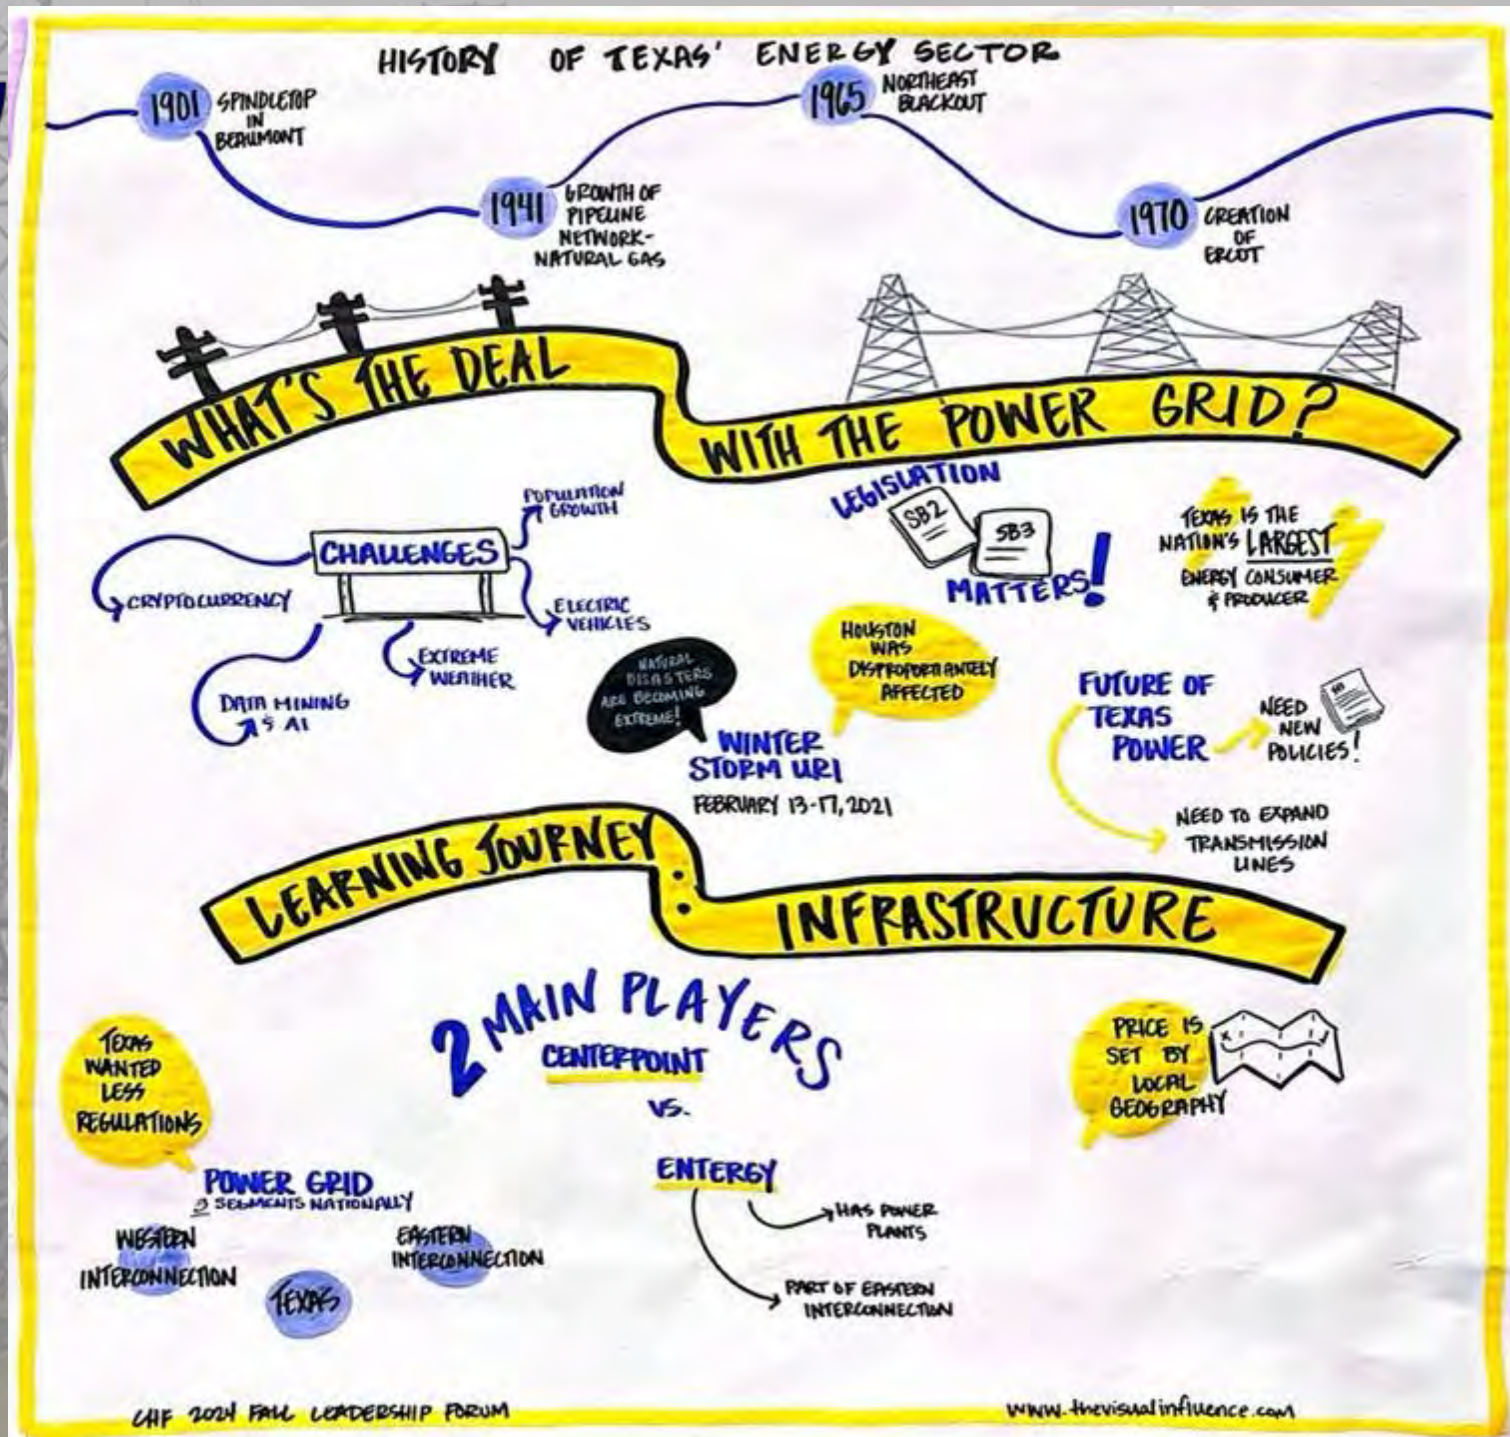 HISTORY OF TEXAS' ENERGY SECTOR
1901
SPINDLETOP
IN
BEAUMONT
1941
GROWTH OF
PIPELINE
NETWORK-
NATURAL GAS
1965
NORTHEAST
BLACKOUT
1970
CREATION
OF
ERCOT
WHAT'S THE DEAL
WITH THE POWER GRID?
CHALLENGES
POPULATION
GROWTH
CRYPTOCURRENCY
ELECTRIC
VEHICLES
EXTREME
WEATHER
DATA MINING
& AI
LEGISLATION
SB2
SB3
MATTERS!
TEXAS IS THE
NATION'S LARGEST
ENERGY CONSUMER
& PRODUCER
NATURAL
DISASTERS
ARE BECOMING
EXTREME!
HOUSTON
WAS
DISPROPORTIANTELY
AFFECTED
WINTER
STORM URI
FEBRUARY 13-17, 2021
FUTURE OF
TEXAS
POWER
NEED
NEW
POLICIES!
NEED TO EXPAND
TRANSMISSION
LINES
LEARNING JOURNEY:
INFRASTRUCTURE
2 MAIN PLAYERS
CENTERPOINT
VS.
ENTERGY
HAS POWER
PLANTS
PART OF EASTERN
INTERCONNECTION
TEXAS
WANTED
LESS
REGULATIONS
POWER GRID
3 SEGMENTS NATIONALLY
WESTERN
INTERCONNECTION
TEXAS
EASTERN
INTERCONNECTION
PRICE IS
SET BY
LOCAL
GEOGRAPHY
2024 FALL LEADERSHIP FORUM
www.thevisualinfluence.com